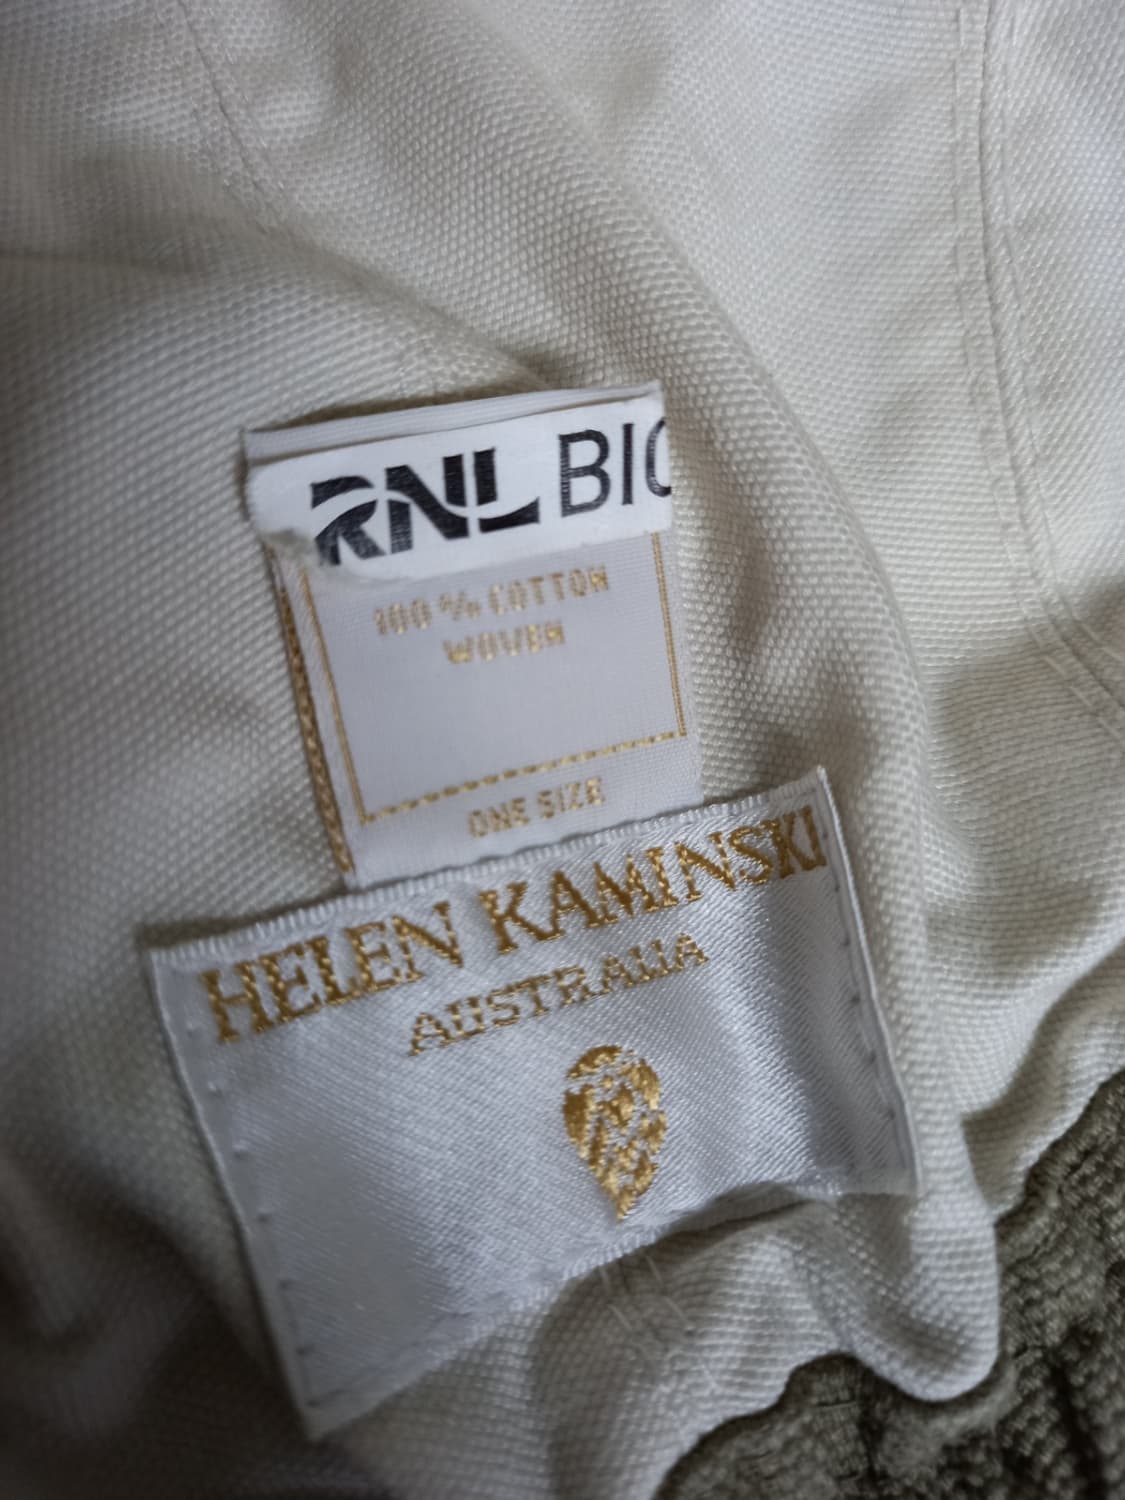 RNL BIO
100 % COTTON
WOVEN
ONE SIZE
HELEN KAMINSKI
AUSTRALIA